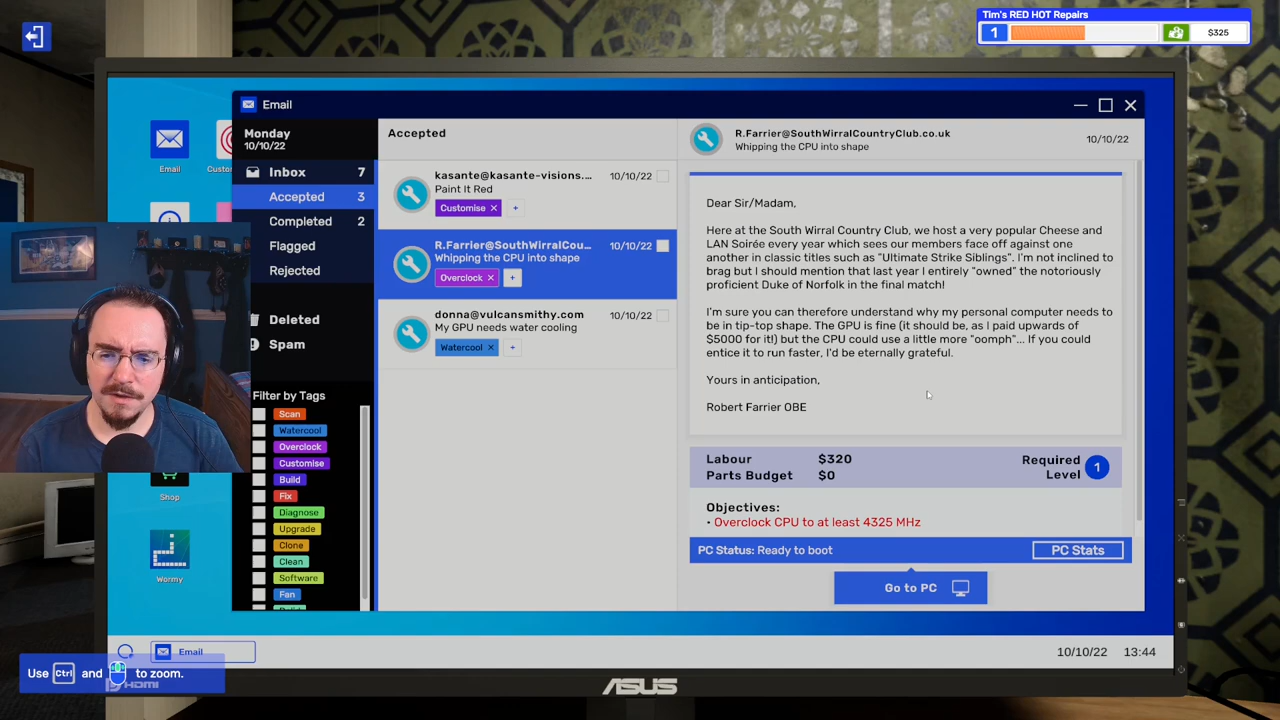 Tim's RED HOT Repairs
1
$325
Email
Monday
10/10/22
Inbox 7
Accepted 3
Completed 2
Flagged
Rejected
Deleted
Spam
Filter by Tags
Scan
Watercool
Overclock
Customise
Build
Fix
Diagnose
Upgrade
Clone
Clean
Software
Fan
Accepted
kasante@kasante-visions.... 10/10/22
Paint It Red
Customise × +
R.Farrier@SouthWirralCou... 10/10/22
Whipping the CPU into shape
Overclock × +
donna@vulcansmithy.com 10/10/22
My GPU needs water cooling
Watercool × +
R.Farrier@SouthWirralCountryClub.co.uk 10/10/22
Whipping the CPU into shape
Dear Sir/Madam,
Here at the South Wirral Country Club, we host a very popular Cheese and
LAN Soirée every year which sees our members face off against one
another in classic titles such as "Ultimate Strike Siblings". I'm not inclined to
brag but I should mention that last year I entirely "owned" the notoriously
proficient Duke of Norfolk in the final match!
I'm sure you can therefore understand why my personal computer needs to
be in tip-top shape. The GPU is fine (it should be, as I paid upwards of
$5000 for it!) but the CPU could use a little more "oomph"... If you could
entice it to run faster, I'd be eternally grateful.
Yours in anticipation,
Robert Farrier OBE
Labour $320
Parts Budget $0
Required
Level 1
Objectives:
• Overclock CPU to at least 4325 MHz
PC Status: Ready to boot
PC Stats
Go to PC
Email
Custo
Shop
Wormy
Email
10/10/22 13:44
Use Ctrl and to zoom.
HDMI
ASUS